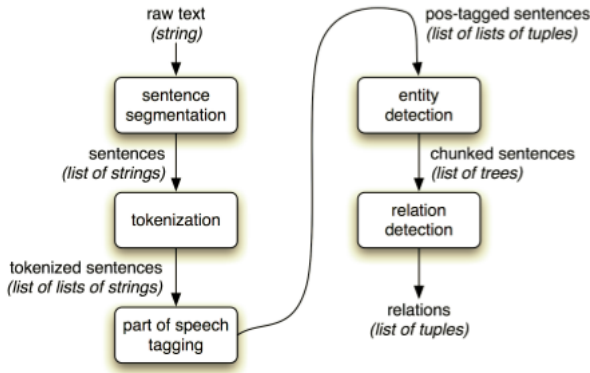 raw text
(string)
sentence
segmentation
sentences
(list of strings)
tokenization
tokenized sentences
(list of lists of strings)
part of speech
tagging
pos-tagged sentences
(list of lists of tuples)
entity
detection
chunked sentences
(list of trees)
relation
detection
relations
(list of tuples)